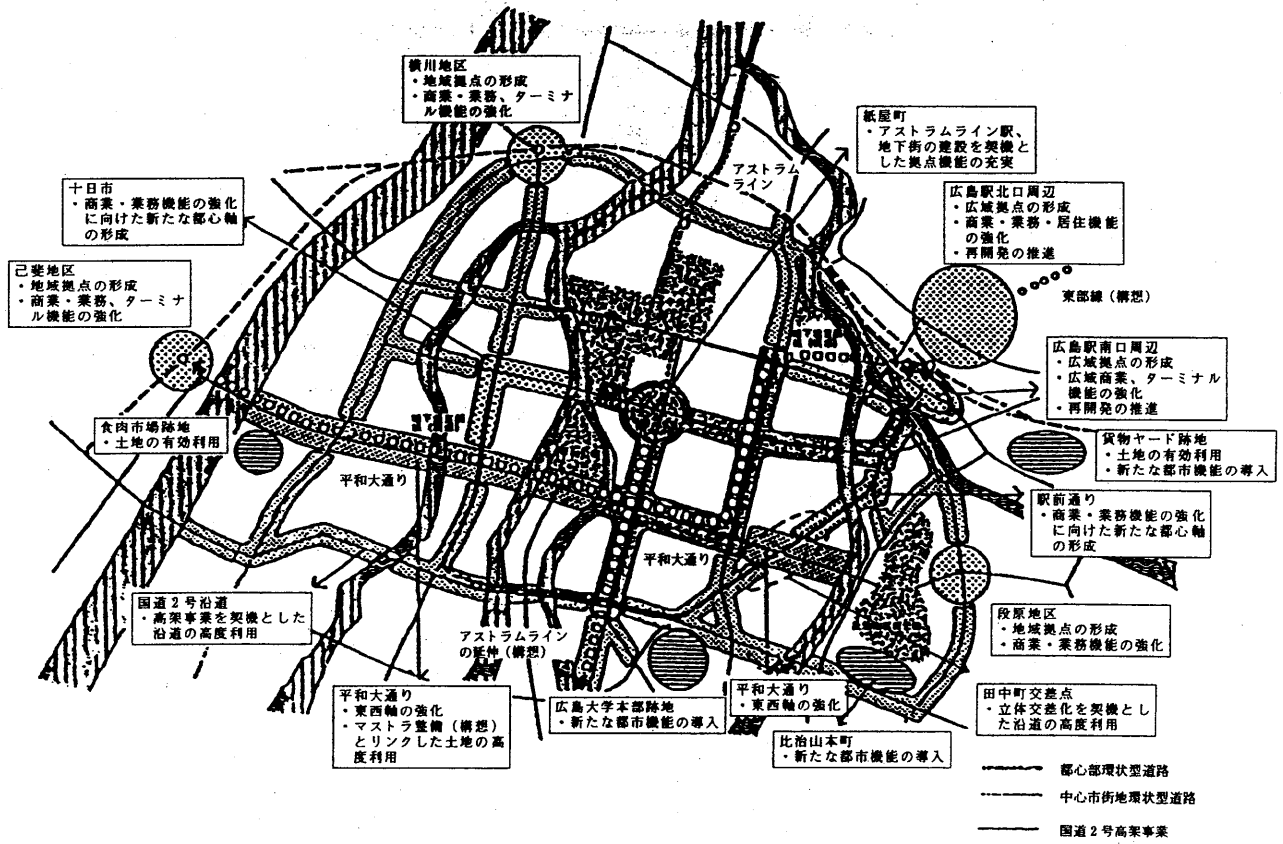 横川地区
・地域拠点の形成
・商業・業務、ターミナ
ル機能の強化
紙屋町
・アストラムライン駅、
地下街の建設を契機と
した拠点機能の充実
アストラム
ライン
十日市
・商業・業務機能の強化
に向けた新たな都心軸
の形成
広島駅北口周辺
・広域拠点の形成
・商業・業務・居住機能
の強化
・再開発の推進
己斐地区
・地域拠点の形成
・商業・業務、ターミナ
ル機能の強化
東部線（構想）
広島駅南口周辺
・広域拠点の形成
・広域商業、ターミナル
機能の強化
・再開発の推進
食肉市場跡地
・土地の有効利用
貨物ヤード跡地
・土地の有効利用
・新たな都市機能の導入
平和大通り
駅前通り
・商業・業務機能の強化
に向けた新たな都心軸
の形成
平和大通り
国道２号沿道
・高架事業を契機とした
沿道の高度利用
段原地区
・地域拠点の形成
・商業・業務機能の強化
アストラムライン
の延伸（構想）
平和大通り
・東西軸の強化
・マストラ整備（構想）
とリンクした土地の高
度利用
広島大学本部跡地
・新たな都市機能の導入
平和大通り
・東西軸の強化
田中町交差点
・立体交差化を契機とし
た沿道の高度利用
比治山本町
・新たな都市機能の導入
都心部環状型道路
中心市街地環状型道路
国道２号高架事業